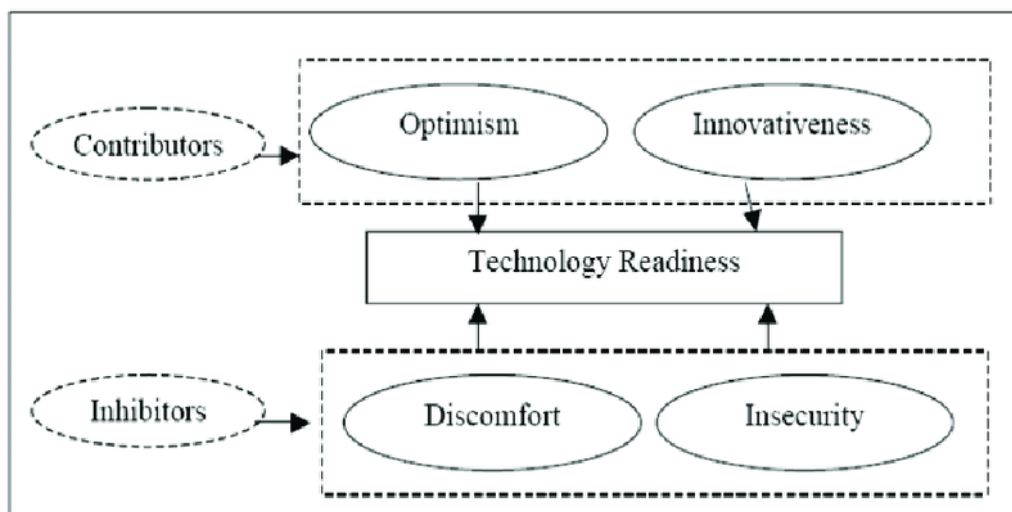 Optimism
Innovativeness
Contributors
Technology Readiness
Inhibitors
Discomfort
Insecurity